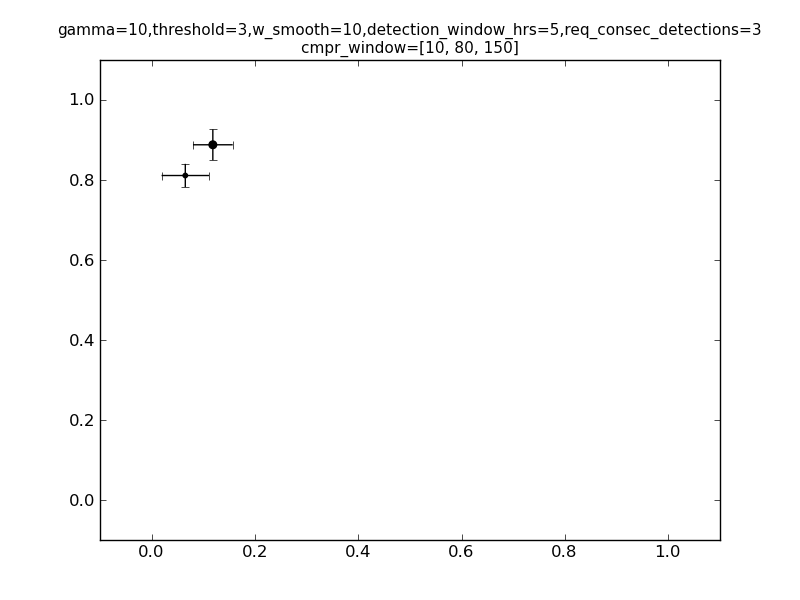 gamma=10,threshold=3,w_smooth=10,detection_window_hrs=5,req_consec_detections=3
cmpr_window=[10, 80, 150]
1.0
0.8
0.6
0.4
0.2
0.0
0.0 0.2 0.4 0.6 0.8 1.0